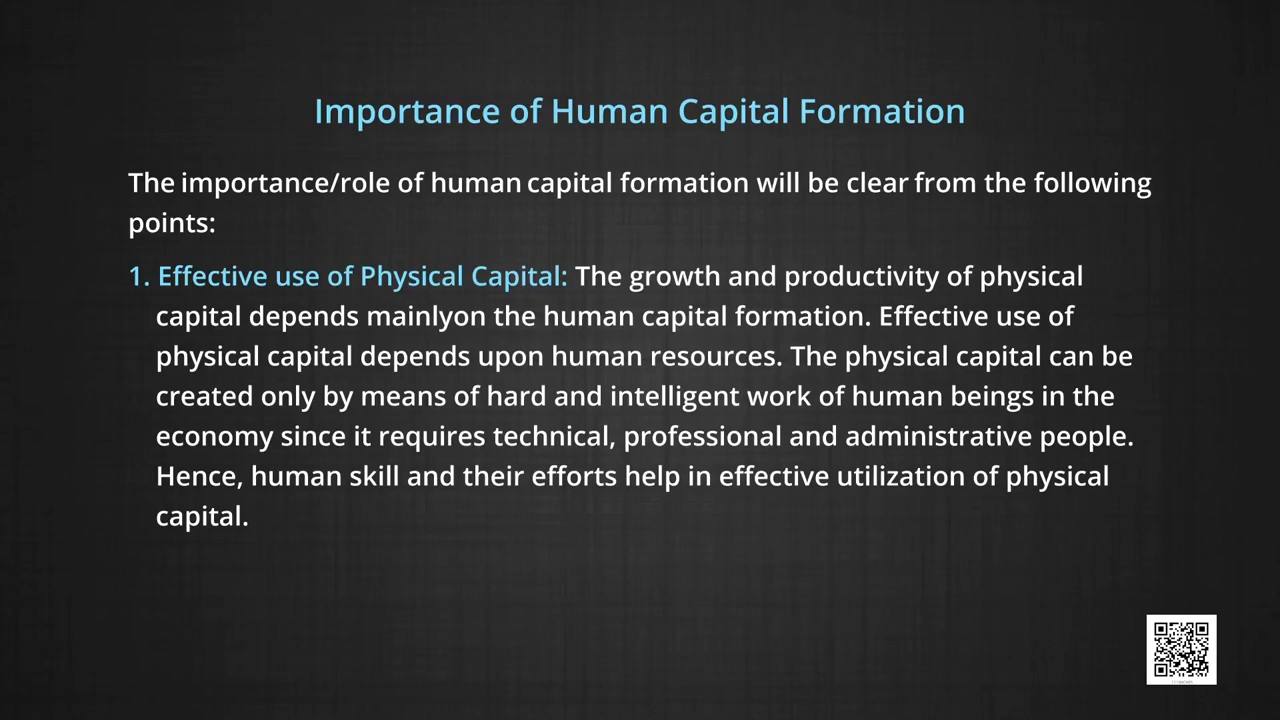 Importance of Human Capital Formation
The importance/role of human capital formation will be clear from the following
points:
1. Effective use of Physical Capital: The growth and productivity of physical
capital depends mainlyon the human capital formation. Effective use of
physical capital depends upon human resources. The physical capital can be
created only by means of hard and intelligent work of human beings in the
economy since it requires technical, professional and administrative people.
Hence, human skill and their efforts help in effective utilization of physical
capital.